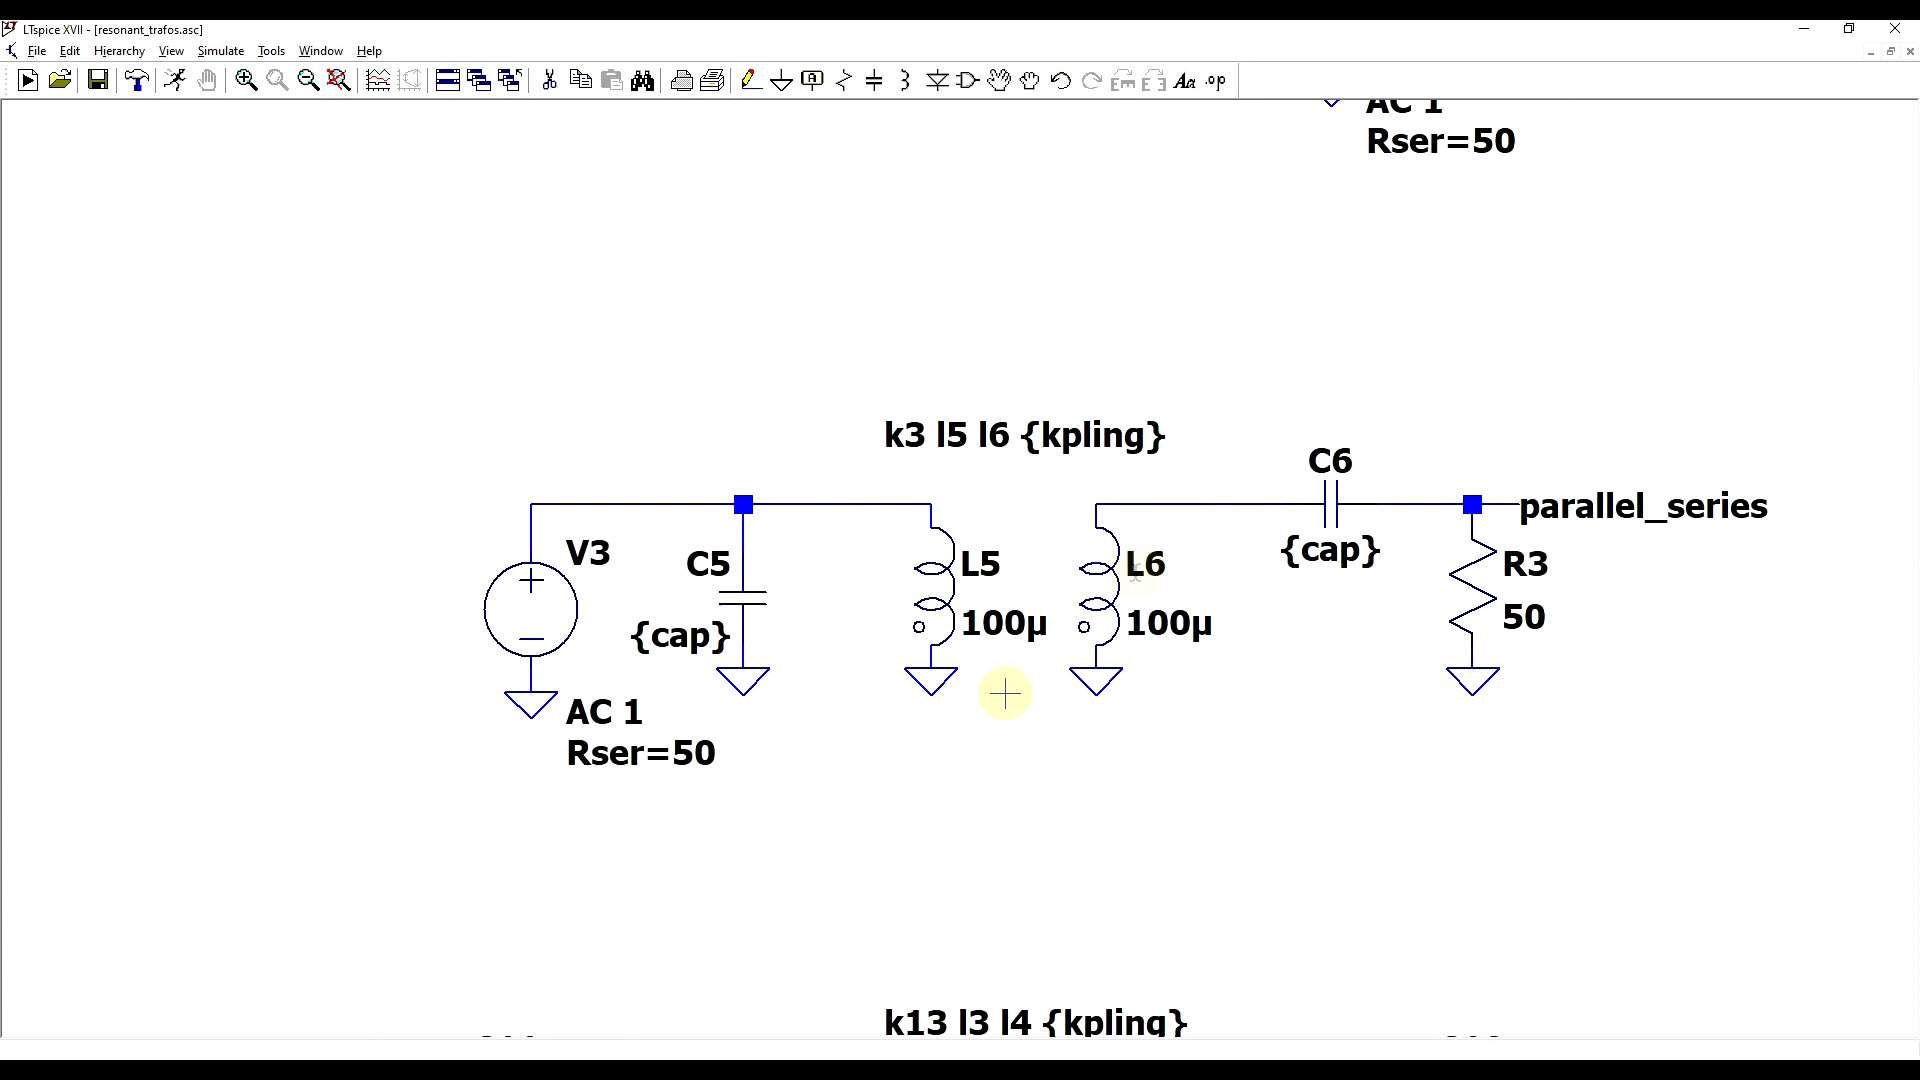 LTspice XVII - [resonant_trafos.asc]
File Edit Hierarchy View Simulate Tools Window Help
AC 1
Rser=50
k3 l5 l6 {kpling}
C6
parallel_series
V3
C5
L5
L6
{cap}
R3
{cap}
100µ
100µ
50
AC 1
Rser=50
k13 l3 l4 {kpling}